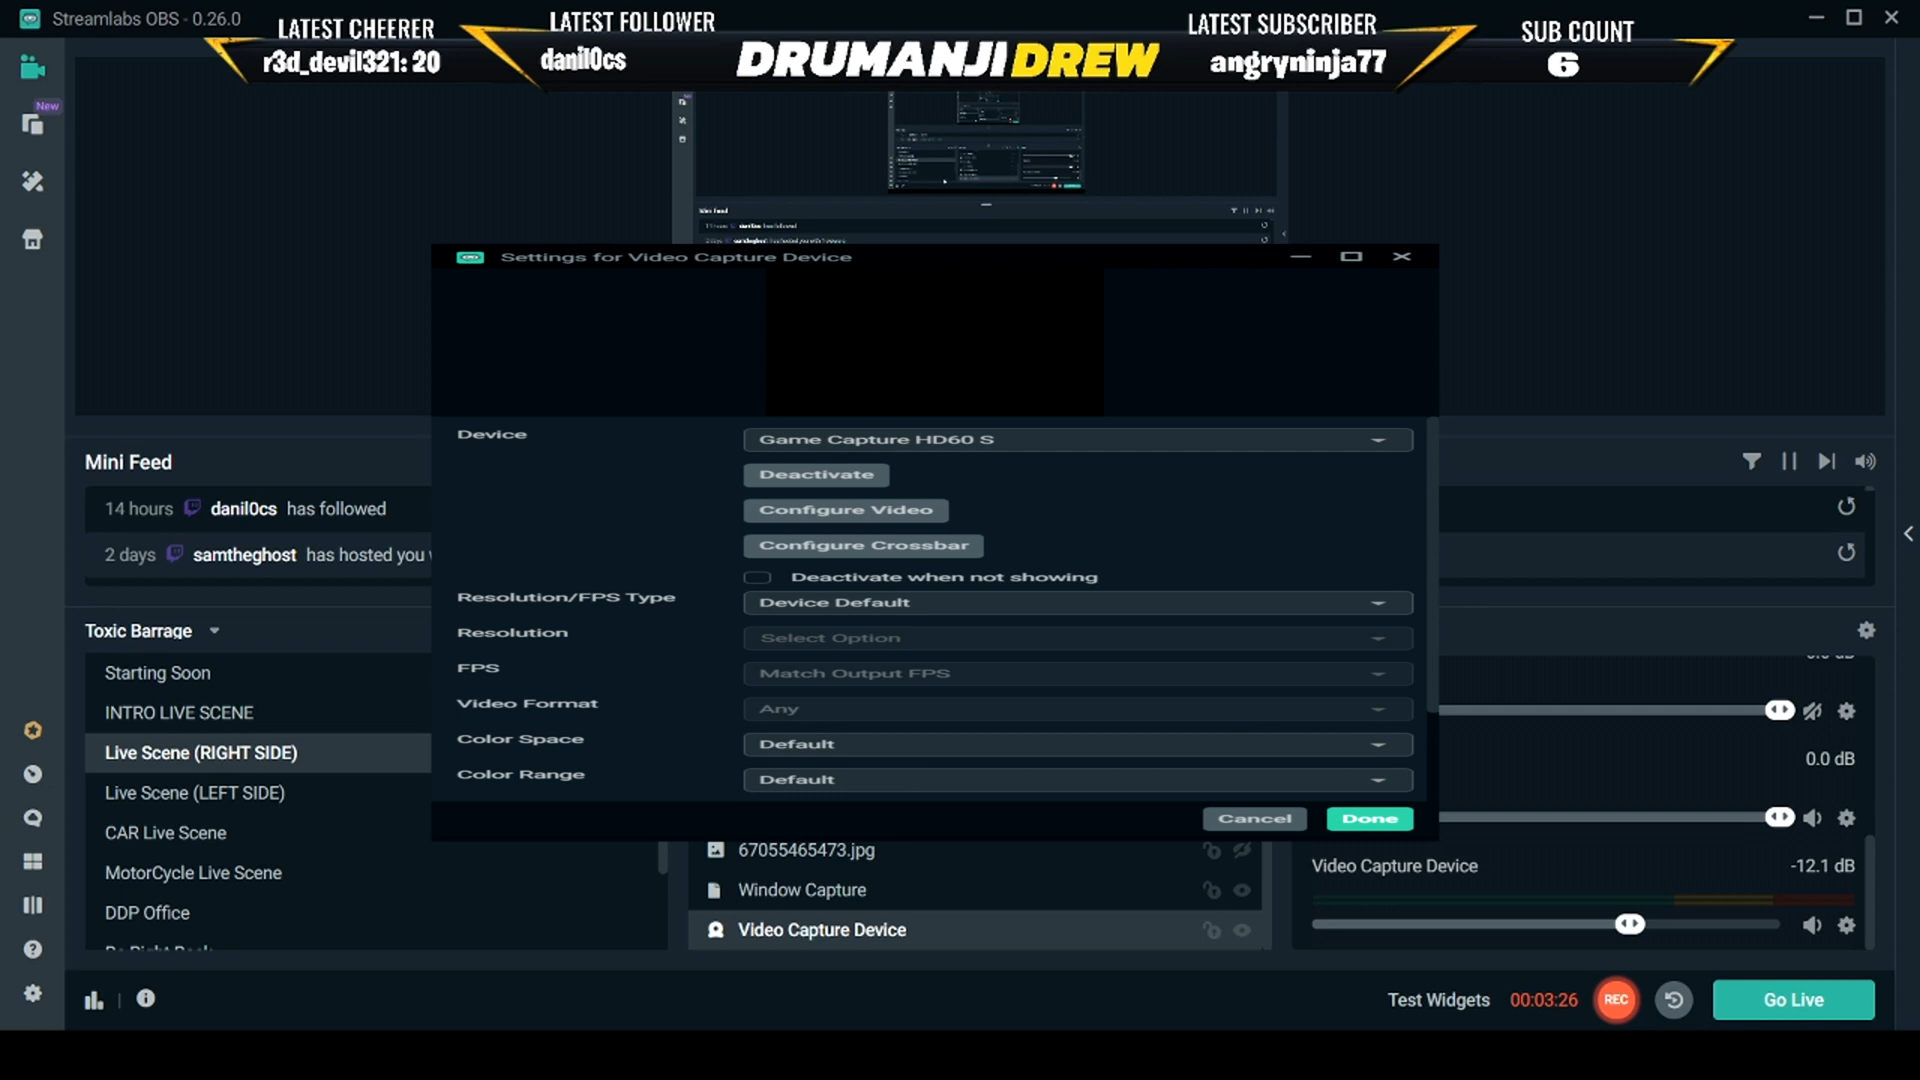 Streamlabs OBS - 0.26.0
LATEST CHEERER
r3d_devil321: 20
LATEST FOLLOWER
danil0cs
DRUMANJIDREW
LATEST SUBSCRIBER
angryninja77
SUB COUNT
6
New
Mini Feed
Settings for Video Capture Device
Device
Game Capture HD60 S
Deactivate
Configure Video
Configure Crossbar
Deactivate when not showing
Resolution/FPS Type
Device Default
Resolution
Select Option
FPS
Match Output FPS
Video Format
Any
Color Space
Default
Color Range
Default
Cancel
Done
Mini Feed
14 hours danil0cs has followed
2 days samtheghost has hosted you
Toxic Barrage
Starting Soon
INTRO LIVE SCENE
Live Scene (RIGHT SIDE)
Live Scene (LEFT SIDE)
CAR Live Scene
MotorCycle Live Scene
DDP Office
67055465473.jpg
Window Capture
Video Capture Device
0.0 dB
Video Capture Device
-12.1 dB
Test Widgets
00:03:26
REC
Go Live